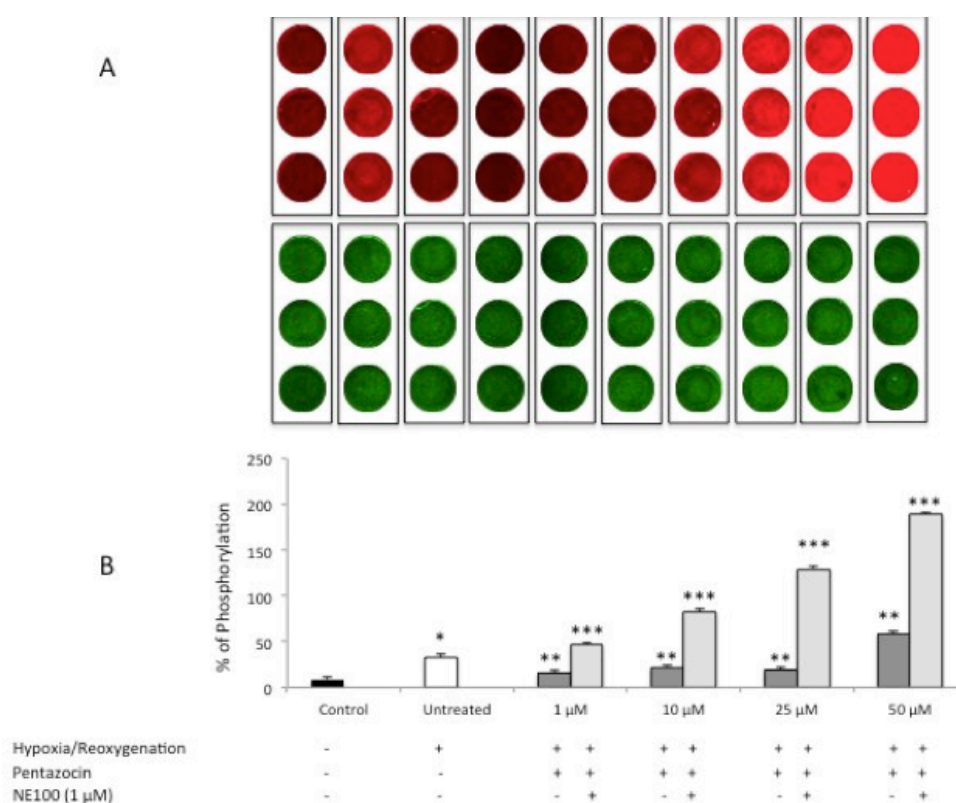 A
B
% of Phosphorylation
250
200
150
100
50
0
* ** *** ** *** ** *** ** ***
Control Untreated 1 μM 10 μM 25 μM 50 μM
Hypoxia/Reoxygenation - + + + + + + + + +
Pentazocin - - + + + + + + + +
NE100 (1 μM) - - - + - + - + - +